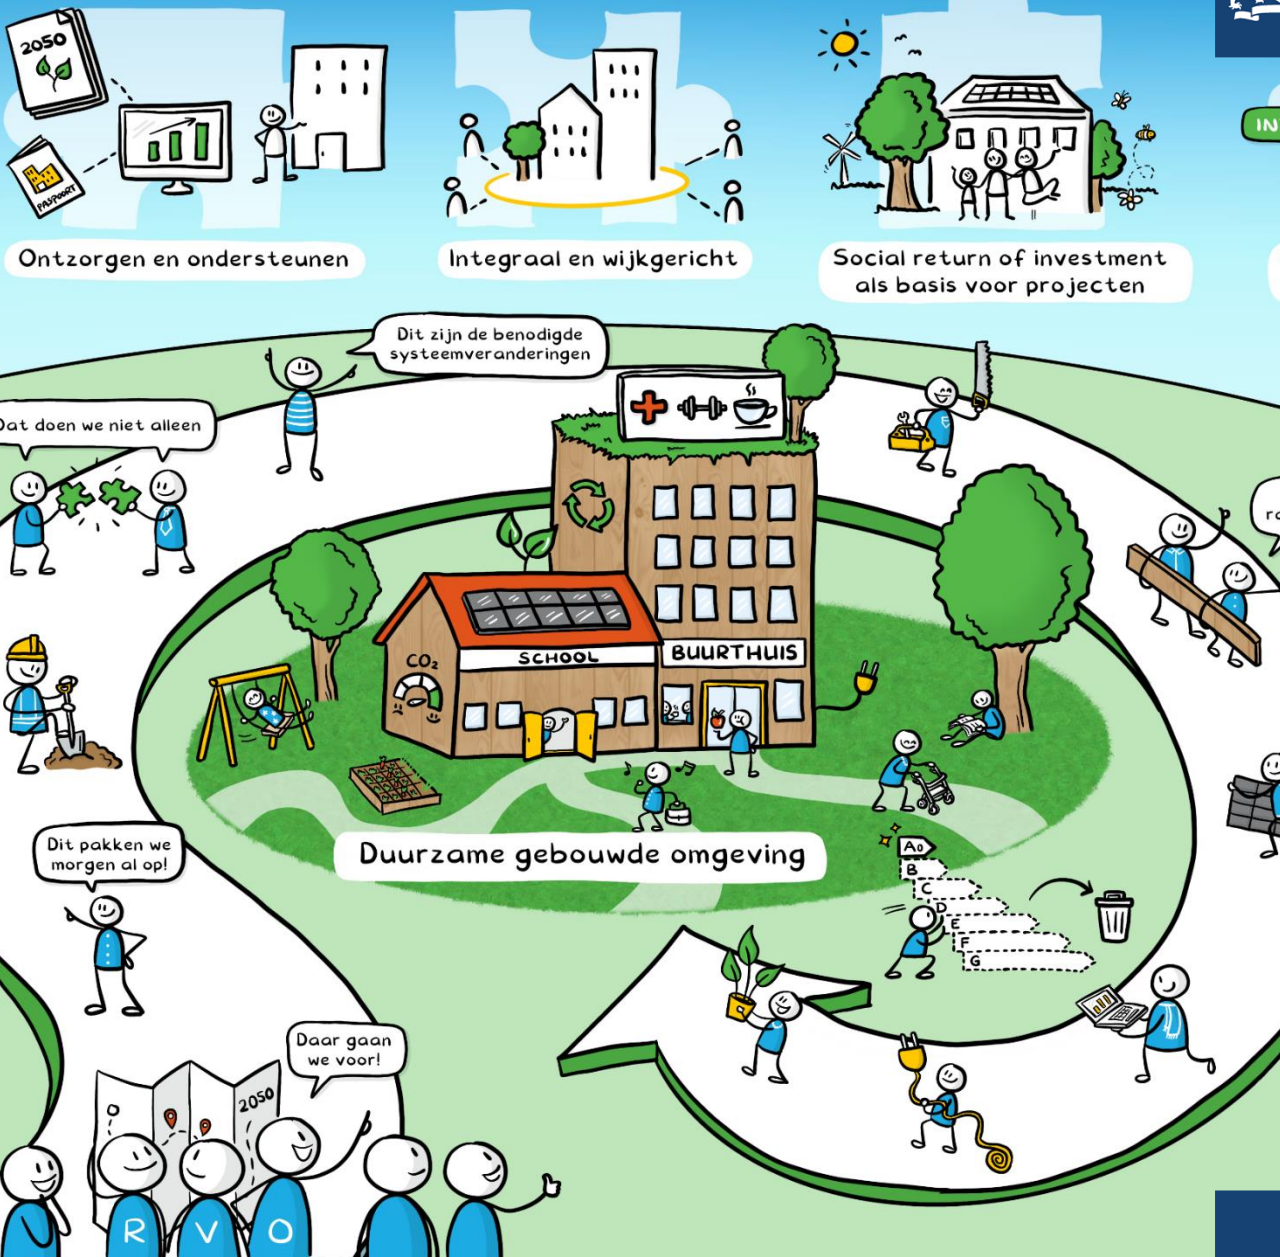 2050
PASPOORT
Ontzorgen en ondersteunen
Integraal en wijkgericht
Social return of investment
als basis voor projecten
IN
Dit zijn de benodigde
systeemveranderingen
Dat doen we niet alleen
CO₂
SCHOOL
BUURTHUIS
Dit pakken we
morgen al op!
Duurzame gebouwde omgeving
A0
B
C
D
E
F
G
Daar gaan
we voor!
2050
R V O